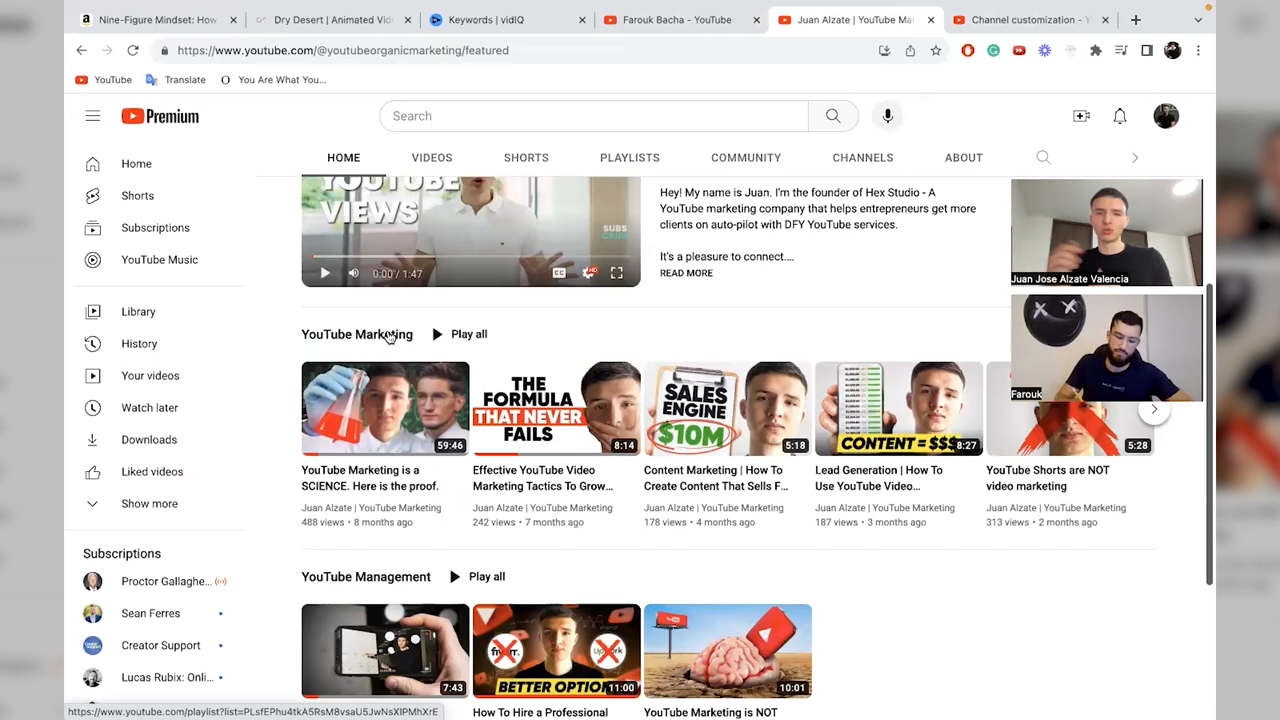 Nine-Figure Mindset: How
Dry Desert | Animated Vid
Keywords | vidIQ
Farouk Bacha - YouTube
Juan Alzate | YouTube Ma
Channel customization - Y
https://www.youtube.com/@youtubeorganicmarketing/featured
YouTube
Translate
You Are What You...
Premium
Search
HOME
VIDEOS
SHORTS
PLAYLISTS
COMMUNITY
CHANNELS
ABOUT
Home
Shorts
Subscriptions
YouTube Music
Library
History
Your videos
Watch later
Downloads
Liked videos
Show more
Subscriptions
Proctor Gallaghe...
Sean Ferres
Creator Support
Lucas Rubix: Onli...
YOUTUBE
VIEWS
SUBS
0:00 / 1:47
Hey! My name is Juan. I'm the founder of Hex Studio - A
YouTube marketing company that helps entrepreneurs get more
clients on auto-pilot with DFY YouTube services.
It's a pleasure to connect....
READ MORE
Juan Jose Alzate Valencia
Farouk
YouTube Marketing
Play all
59:46
YouTube Marketing is a
SCIENCE. Here is the proof.
Juan Alzate | YouTube Marketing
488 views • 8 months ago
THE
FORMULA
THAT NEVER
FAILS
8:14
Effective YouTube Video
Marketing Tactics To Grow...
Juan Alzate | YouTube Marketing
242 views • 7 months ago
SALES
ENGINE
$10M
5:18
Content Marketing | How To
Create Content That Sells F...
Juan Alzate | YouTube Marketing
178 views • 4 months ago
CONTENT = $$$
8:27
Lead Generation | How To
Use YouTube Video...
Juan Alzate | YouTube Marketing
187 views • 3 months ago
5:28
YouTube Shorts are NOT
video marketing
Juan Alzate | YouTube Marketing
313 views • 2 months ago
YouTube Management
Play all
7:43
fiverr.
Upwork
BETTER OPTION
11:00
How To Hire a Professional
10:01
YouTube Marketing is NOT
https://www.youtube.com/playlist?list=PLsfEPhu4tkA5RsM8vsaU5JwNsXlPMhXrE